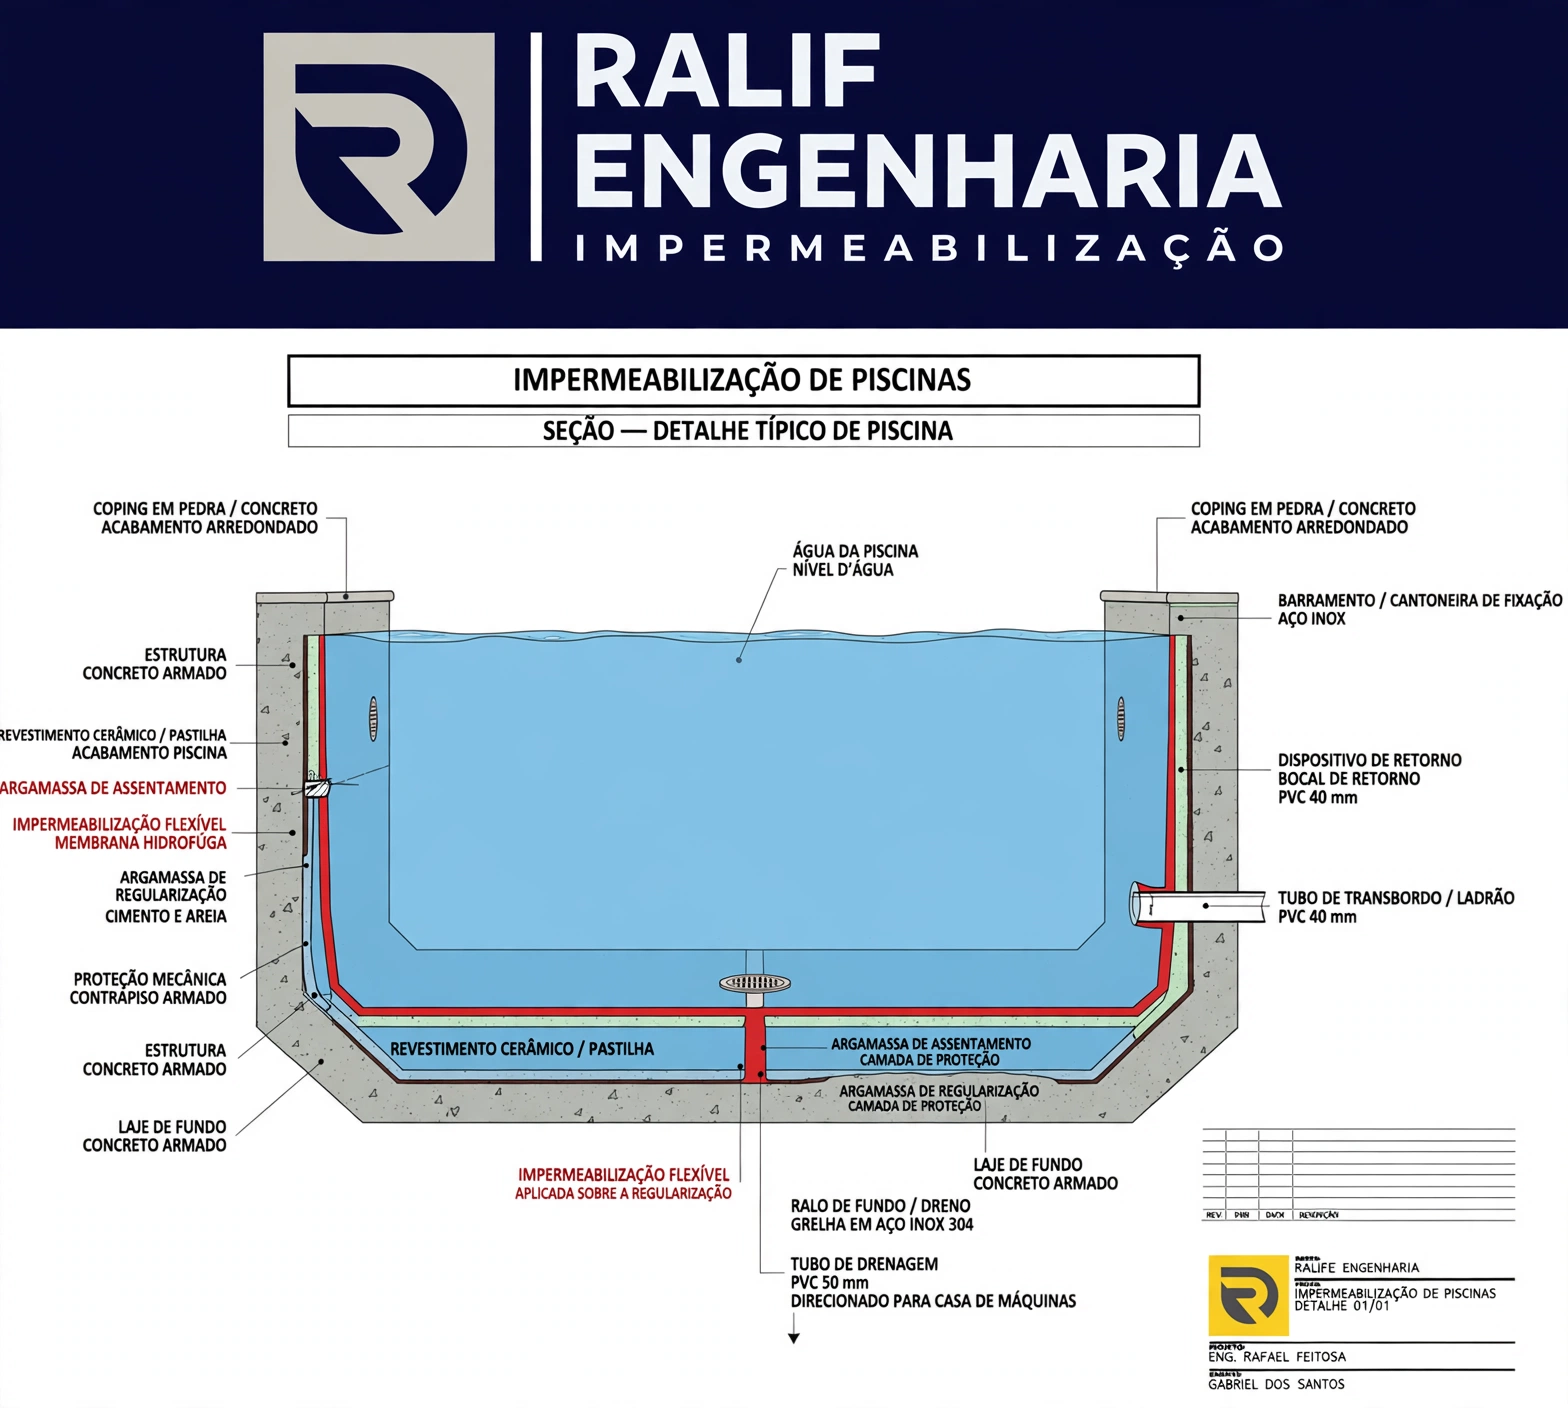 RALIF
ENGENHARIA
IMPERMEABILIZAÇÃO
IMPERMEABILIZAÇÃO DE PISCINAS
SEÇÃO — DETALHE TÍPICO DE PISCINA
COPING EM PEDRA / CONCRETO
ACABAMENTO ARREDONDADO
ÁGUA DA PISCINA
NÍVEL D'ÁGUA
COPING EM PEDRA / CONCRETO
ACABAMENTO ARREDONDADO
BARRAMENTO / CANTONEIRA DE FIXAÇÃO
AÇO INOX
ESTRUTURA
CONCRETO ARMADO
REVESTIMENTO CERÂMICO / PASTILHA
ACABAMENTO PISCINA
ARGAMASSA DE ASSENTAMENTO
IMPERMEABILIZAÇÃO FLEXÍVEL
MEMBRANA HIDROFÚGA
ARGAMASSA DE
REGULARIZAÇÃO
CIMENTO E AREIA
PROTEÇÃO MECÂNICA
CONTRAPISO ARMADO
ESTRUTURA
CONCRETO ARMADO
LAJE DE FUNDO
CONCRETO ARMADO
DISPOSITIVO DE RETORNO
BOCAL DE RETORNO
PVC 40 mm
TUBO DE TRANSBORDO / LADRÃO
PVC 40 mm
REVESTIMENTO CERÂMICO / PASTILHA
ARGAMASSA DE ASSENTAMENTO
CAMADA DE PROTEÇÃO
ARGAMASSA DE REGULARIZAÇÃO
CAMADA DE PROTEÇÃO
IMPERMEABILIZAÇÃO FLEXÍVEL
APLICADA SOBRE A REGULARIZAÇÃO
LAJE DE FUNDO
CONCRETO ARMADO
RALO DE FUNDO / DRENO
GRELHA EM AÇO INOX 304
TUBO DE DRENAGEM
PVC 50 mm
DIRECIONADO PARA CASA DE MÁQUINAS
REV.
RALIFE ENGENHARIA
IMPERMEABILIZAÇÃO DE PISCINAS
DETALHE 01/01
ENG. RAFAEL FEITOSA
GABRIEL DOS SANTOS